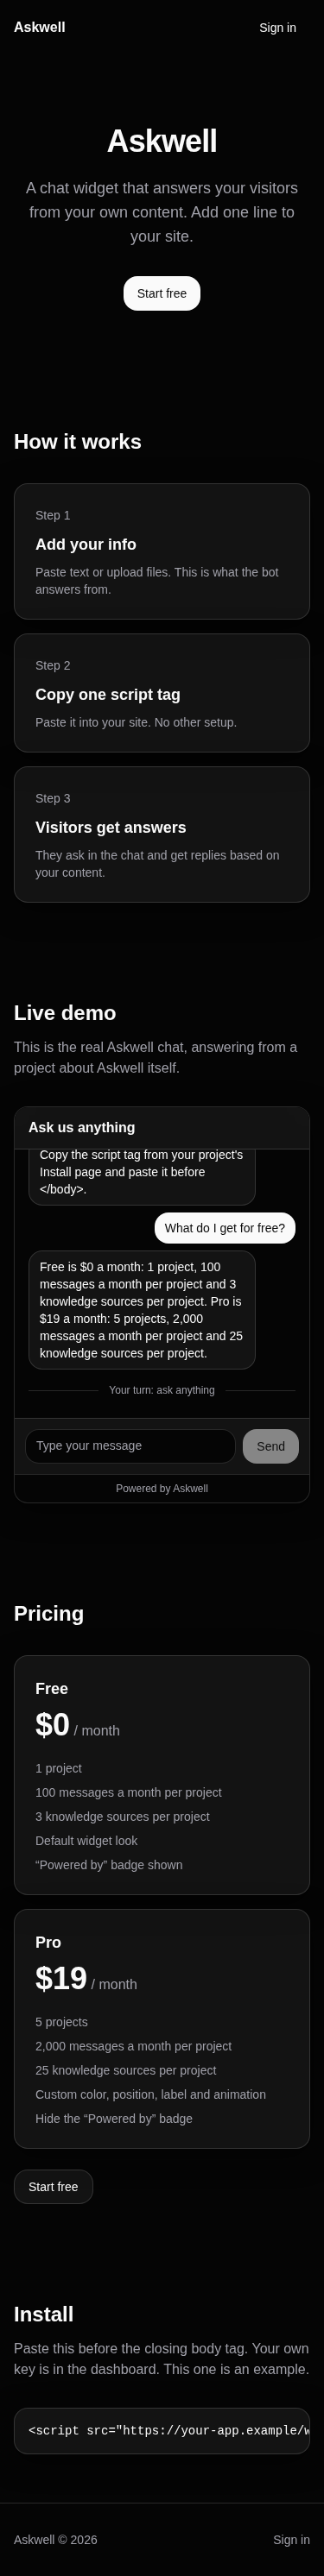 Askwell
Sign in
Askwell
A chat widget that answers your visitors
from your own content. Add one line to
your site.
Start free
How it works
Step 1
Add your info
Paste text or upload files. This is what the bot
answers from.
Step 2
Copy one script tag
Paste it into your site. No other setup.
Step 3
Visitors get answers
They ask in the chat and get replies based on
your content.
Live demo
This is the real Askwell chat, answering from a
project about Askwell itself.
Ask us anything
Copy the script tag from your project's
Install page and paste it before
</body>.
What do I get for free?
Free is $0 a month: 1 project, 100
messages a month per project and 3
knowledge sources per project. Pro is
$19 a month: 5 projects, 2,000
messages a month per project and 25
knowledge sources per project.
Your turn: ask anything
Type your message
Send
Powered by Askwell
Pricing
Free
$0 / month
1 project
100 messages a month per project
3 knowledge sources per project
Default widget look
“Powered by” badge shown
Pro
$19 / month
5 projects
2,000 messages a month per project
25 knowledge sources per project
Custom color, position, label and animation
Hide the “Powered by” badge
Start free
Install
Paste this before the closing body tag. Your own
key is in the dashboard. This one is an example.
<script src="https://your-app.example/w
Askwell © 2026
Sign in